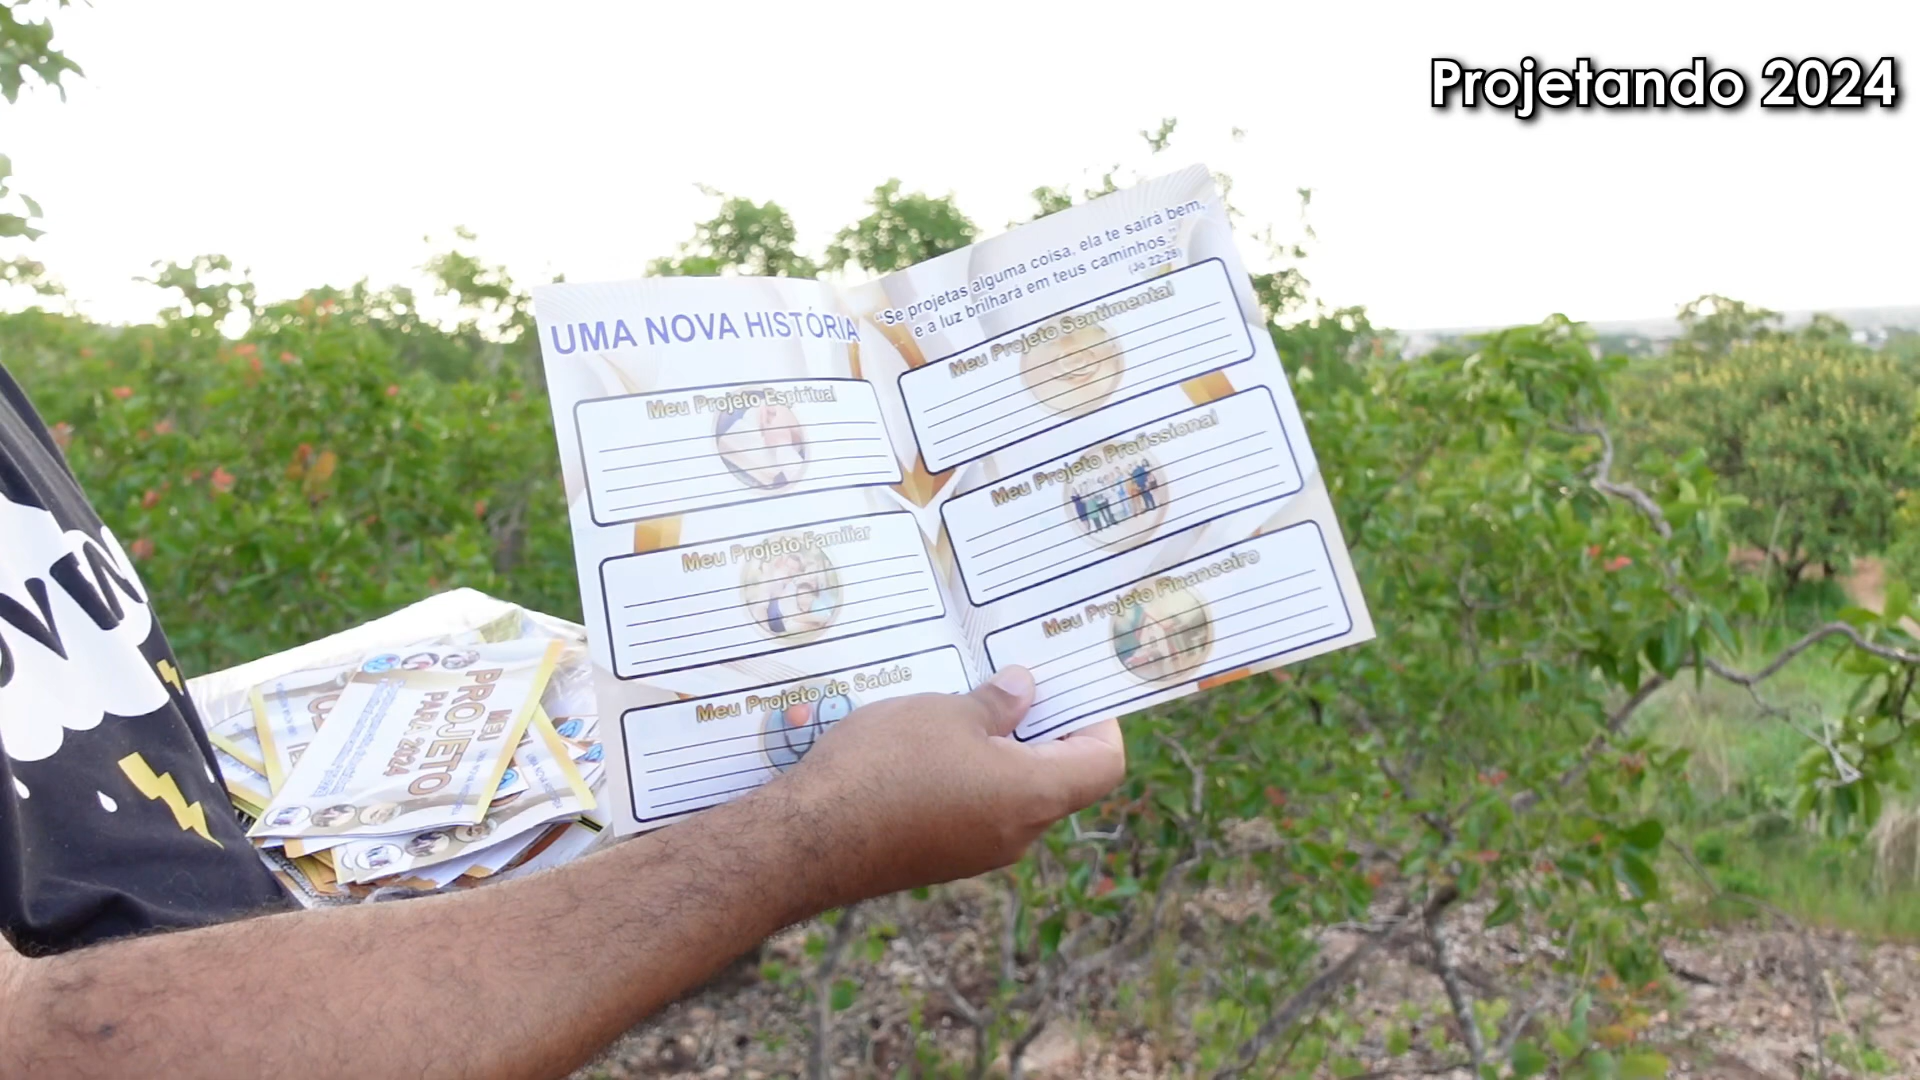 Projetando 2024
UMA NOVA HISTÓRIA
Meu Projeto Espiritual
Meu Projeto Familiar
Meu Projeto de Saúde
"Se projetas alguma coisa, ela te sairá bem,
e a luz brilhará em teus caminhos."
(Jó 22:28)
Meu Projeto Sentimental
Meu Projeto Profissional
Meu Projeto Financeiro
MEU
PROJETO
PARA 2024